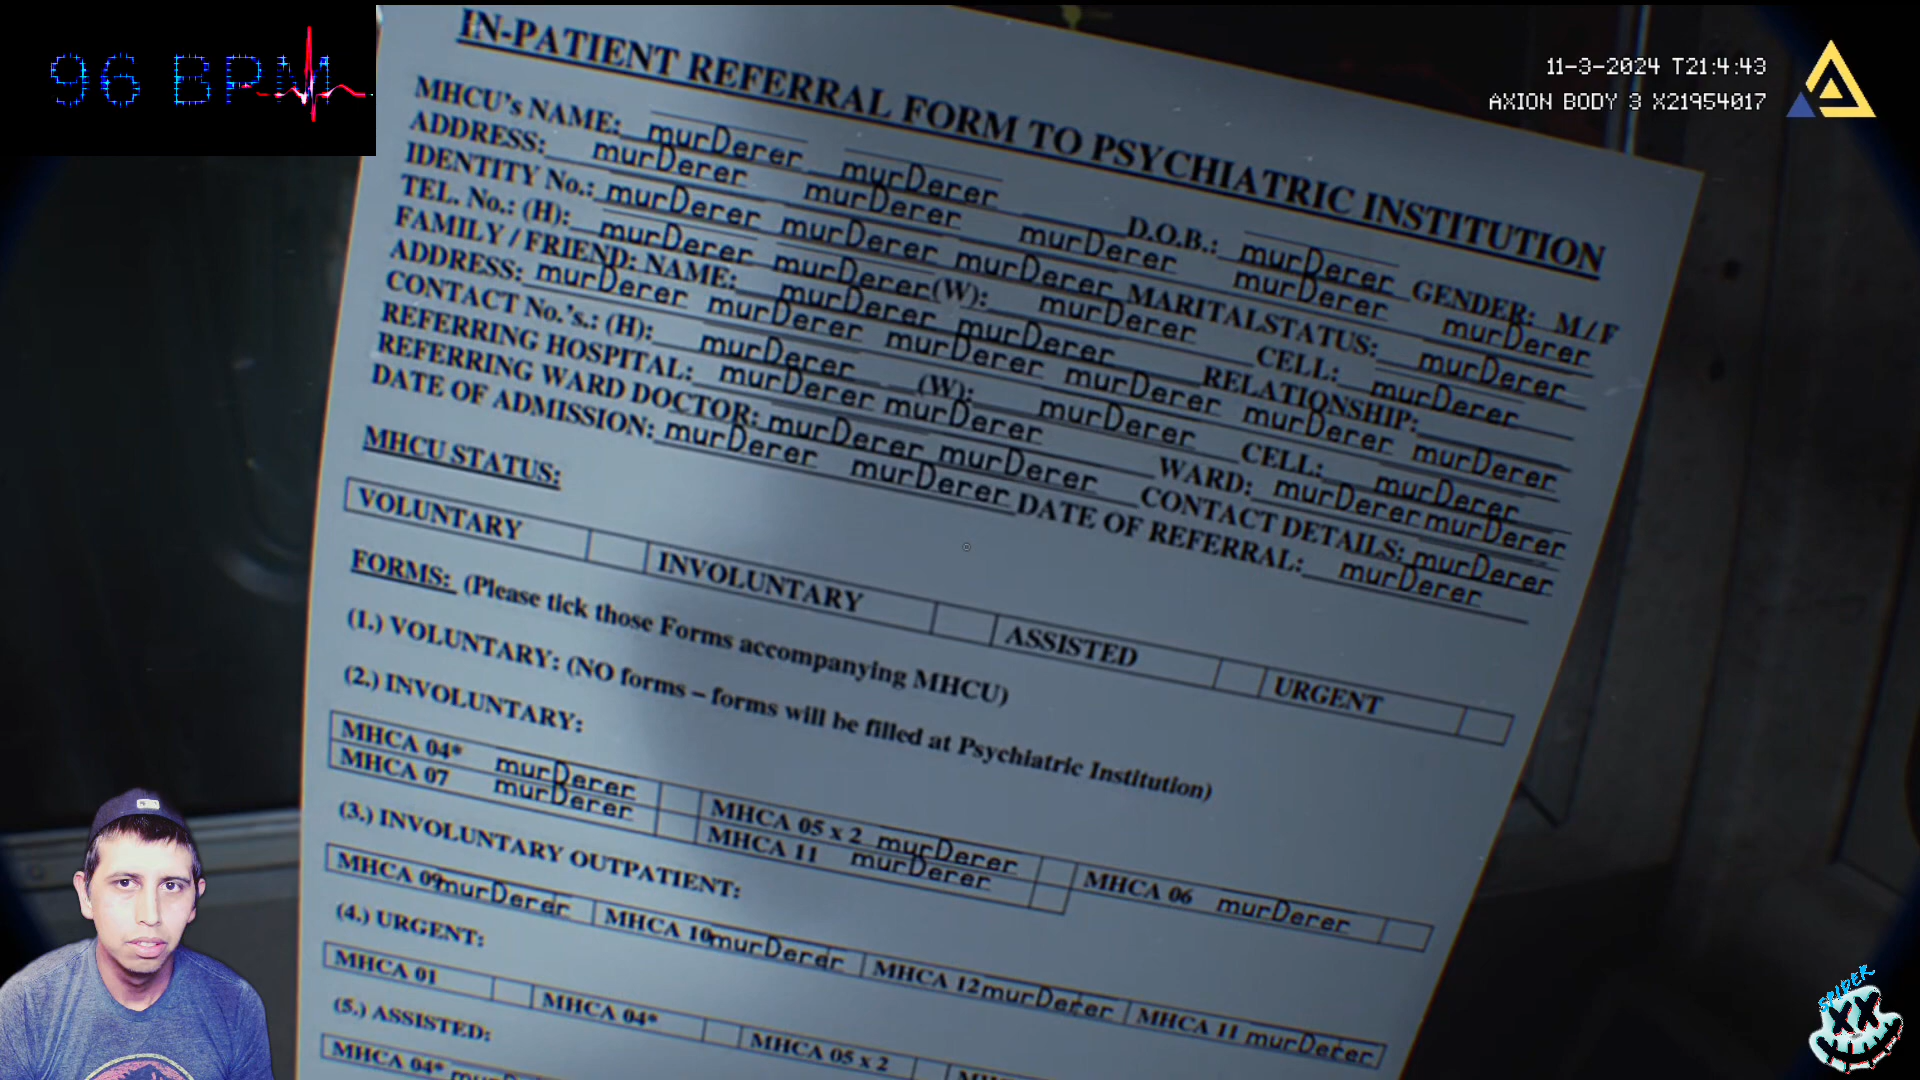 96 BPM
11-3-2024 T21:4:43
AXION BODY 3 X21954017
IN-PATIENT REFERRAL FORM TO PSYCHIATRIC INSTITUTION
MHCU's NAME: murDerer murDerer D.O.B.: murDerer GENDER: M/F
ADDRESS: murDerer murDerer murDerer murDerer murDerer
IDENTITY No.: murDerer murDerer murDerer MARITALSTATUS: murDerer
TEL. No.: (H): murDerer murDerer (W): murDerer CELL: murDerer
FAMILY / FRIEND: NAME: murDerer murDerer RELATIONSHIP:
ADDRESS: murDerer murDerer murDerer murDerer murDerer murDerer
CONTACT No.'s.: (H): murDerer (W): murDerer CELL: murDerer
REFERRING HOSPITAL: murDerer murDerer WARD: murDerer murDerer
REFERRING WARD DOCTOR: murDerer murDerer CONTACT DETAILS: murDerer
DATE OF ADMISSION: murDerer murDerer DATE OF REFERRAL: murDerer
MHCU STATUS:
VOLUNTARY INVOLUNTARY ASSISTED URGENT
FORMS: (Please tick those Forms accompanying MHCU)
(1.) VOLUNTARY: (NO forms – forms will be filled at Psychiatric Institution)
(2.) INVOLUNTARY:
MHCA 04* murDerer MHCA 05 x 2 murDerer MHCA 06 murDerer
MHCA 07 murDerer MHCA 11 murDerer
(3.) INVOLUNTARY OUTPATIENT:
MHCA 09 murDerer MHCA 10 murDerer MHCA 12 murDerer MHCA 11 murDerer
(4.) URGENT:
MHCA 01 MHCA 04* MHCA 05 x 2
(5.) ASSISTED:
MHCA 04*
SPIDER